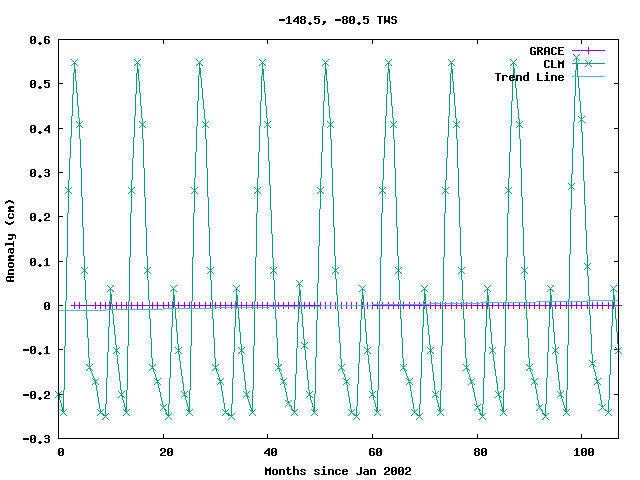 -148.5, -80.5 TWS
GRACE
CLM
Trend Line
0.6
0.5
0.4
0.3
0.2
0.1
0
-0.1
-0.2
-0.3
Anomaly (cm)
0 20 40 60 80 100
Months since Jan 2002